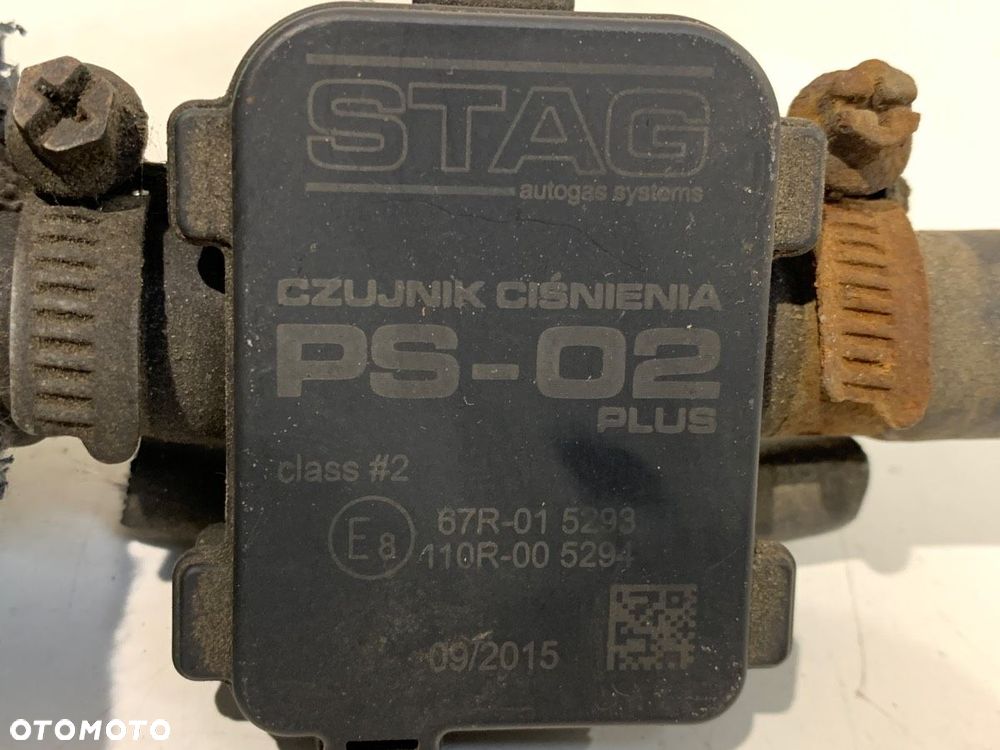 STAG
autogas systems
CZUJNIK CIŚNIENIA
PS-02
PLUS
class #2
E8
67R-01 5293
110R-00 5294
09/2015
OTOMOTO